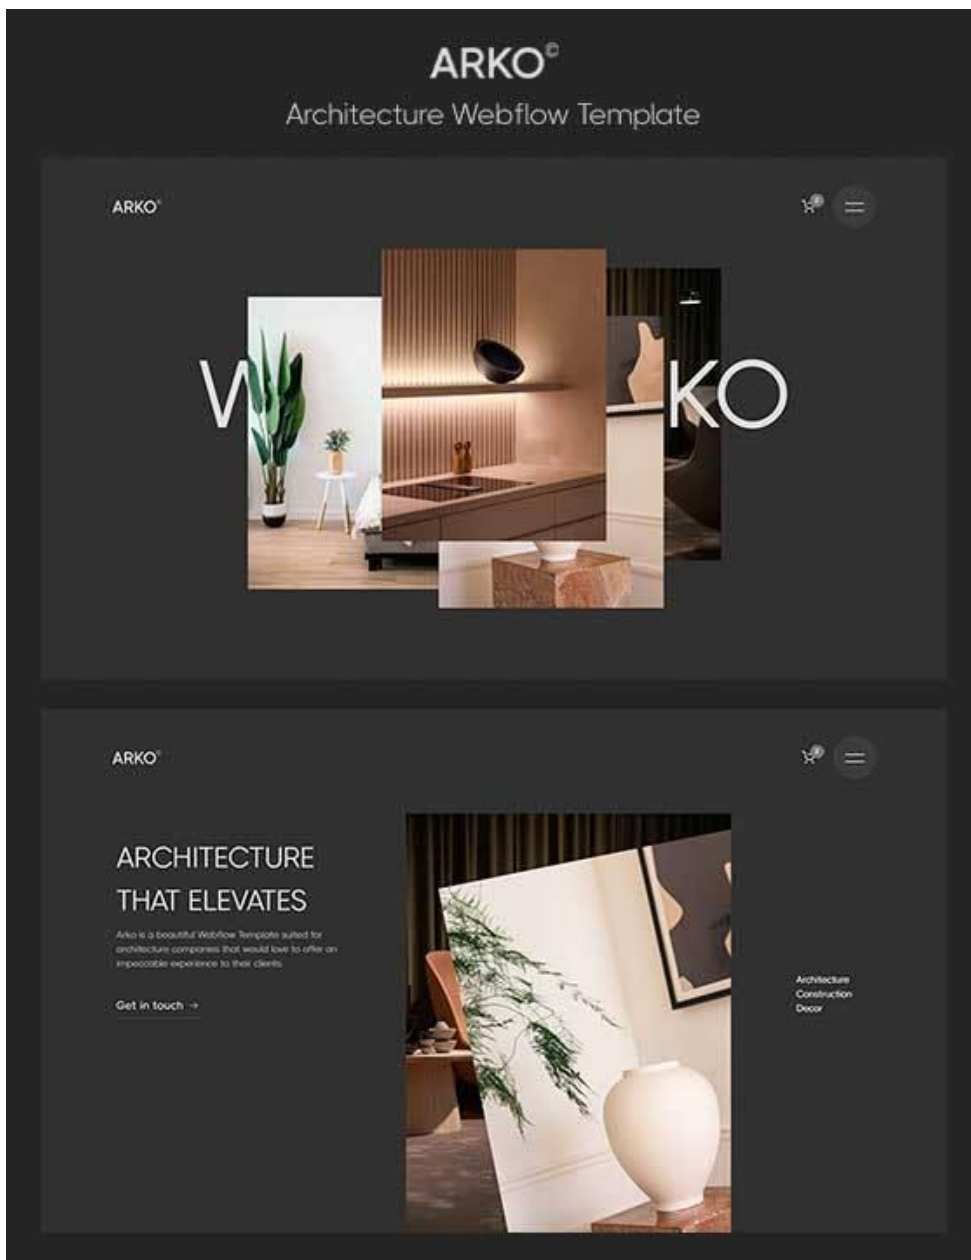 ARKO©
Architecture Webflow Template
ARKO©
W KO
ARKO©
ARCHITECTURE
THAT ELEVATES
Arko is a beautiful Webflow Template suited for
architecture companies that would love to offer an
impeccable experience to their clients.
Get in touch →
Architecture
Construction
Decor